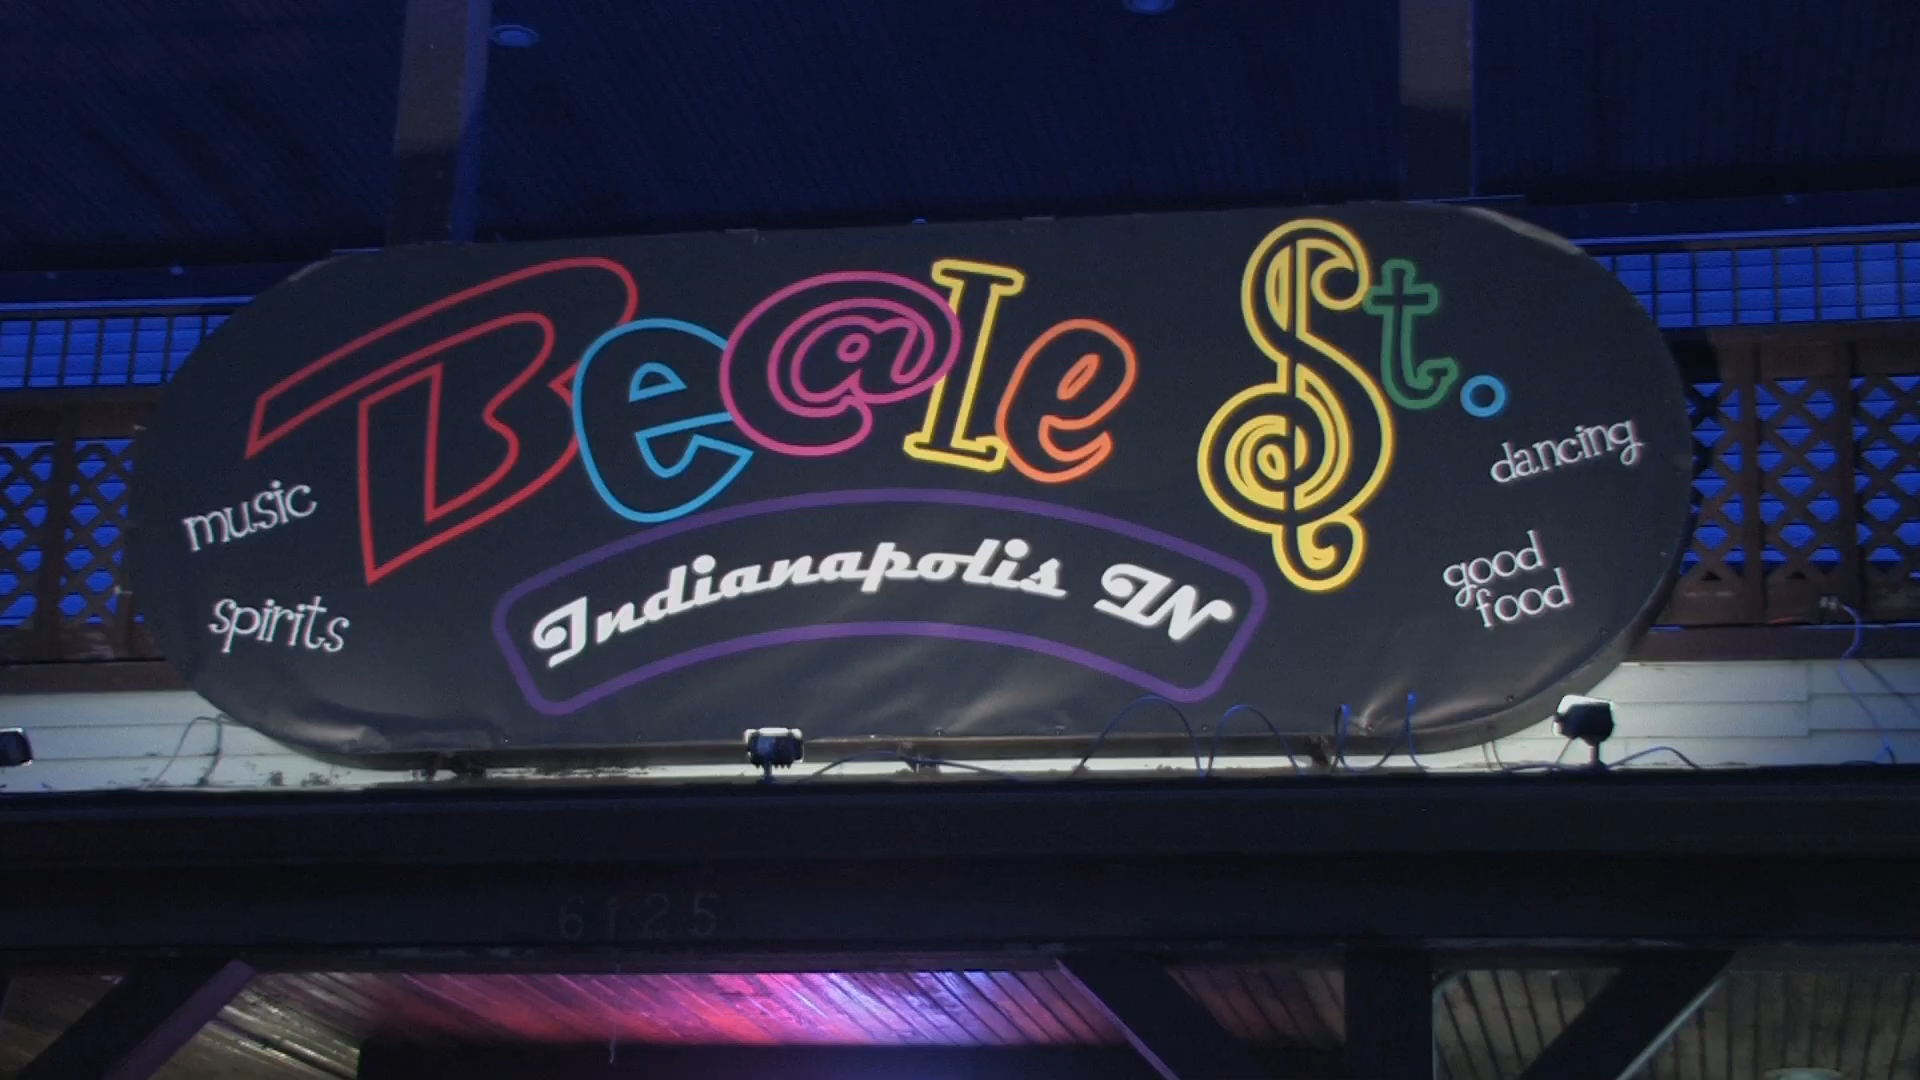 Be@le St.
music
dancing
spirits
Indianapolis IN
good
food
6125